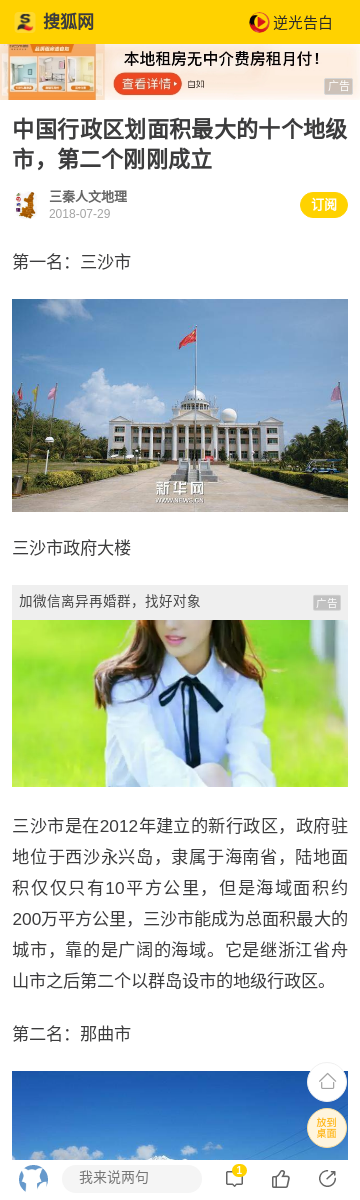 搜狐网
逆光告白
本地租房无中介费房租月付！
查看详情
自如
广告
中国行政区划面积最大的十个地级
市，第二个刚刚成立
三秦人文地理
2018-07-29
订阅
第一名：三沙市
新华网
WWW.NEWS.CN
三沙市政府大楼
加微信离异再婚群，找好对象
广告
三沙市是在2012年建立的新行政区，政府驻
地位于西沙永兴岛，隶属于海南省，陆地面
积仅仅只有10平方公里，但是海域面积约
200万平方公里，三沙市能成为总面积最大的
城市，靠的是广阔的海域。它是继浙江省舟
山市之后第二个以群岛设市的地级行政区。
第二名：那曲市
放到
桌面
我来说两句
1